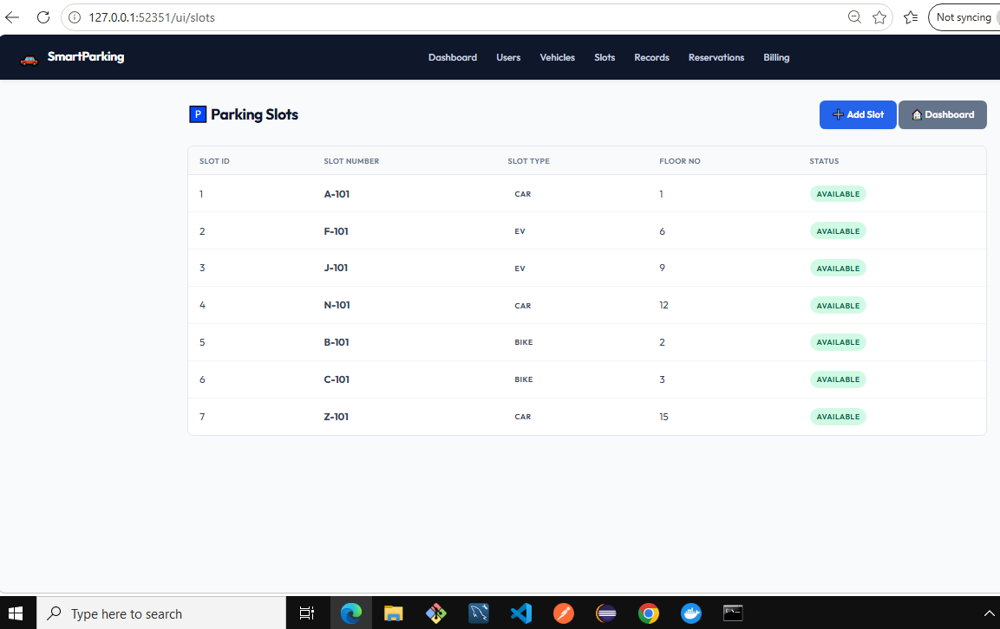 127.0.0.1:52351/ui/slots
Not syncing
SmartParking
Dashboard Users Vehicles Slots Records Reservations Billing
P Parking Slots
Add Slot
Dashboard
SLOT ID SLOT NUMBER SLOT TYPE FLOOR NO STATUS
1 A-101 CAR 1 AVAILABLE
2 F-101 EV 6 AVAILABLE
3 J-101 EV 9 AVAILABLE
4 N-101 CAR 12 AVAILABLE
5 B-101 BIKE 2 AVAILABLE
6 C-101 BIKE 3 AVAILABLE
7 Z-101 CAR 15 AVAILABLE
Type here to search